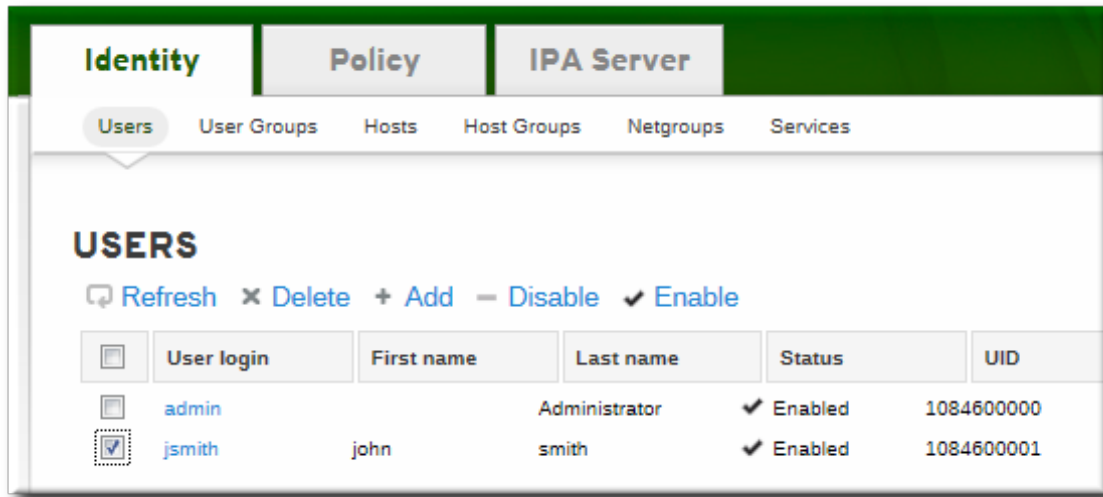 Identity Policy IPA Server
Users User Groups Hosts Host Groups Netgroups Services
USERS
Refresh Delete Add Disable Enable
User login First name Last name Status UID
admin Administrator Enabled 1084600000
jsmith john smith Enabled 1084600001